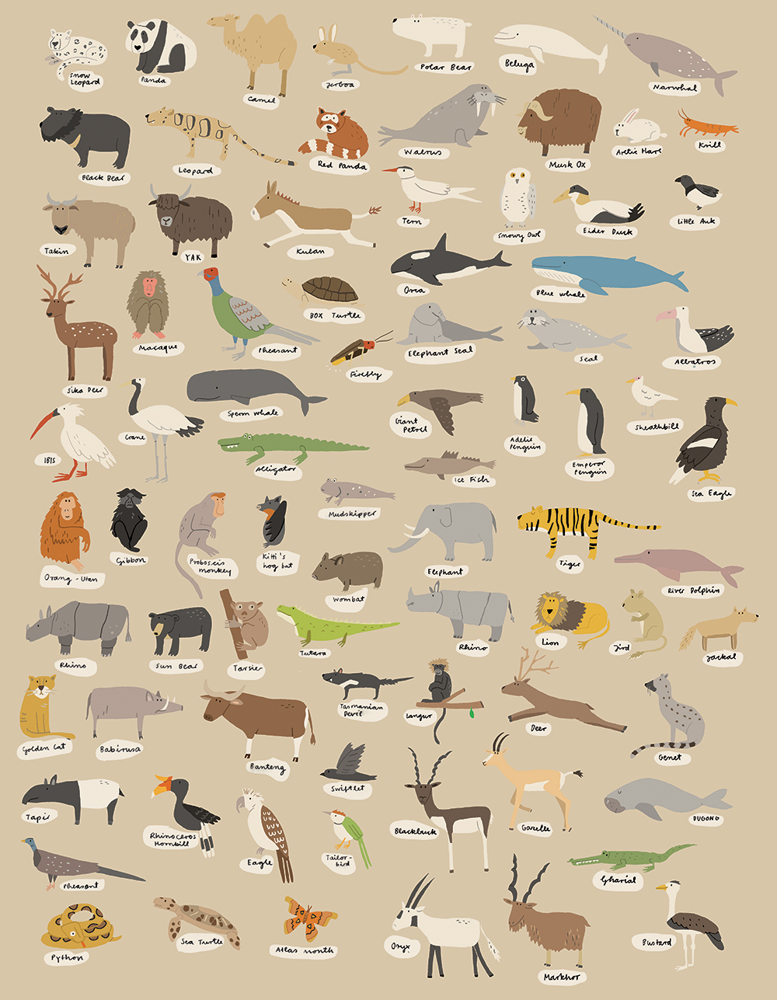 Snow
Leopard
Panda
Camel
Jerboa
Polar Bear
Beluga
Narwhal
Black Bear
Leopard
Red Panda
Walrus
Musk Ox
Arctic Hare
Krill
Takin
YAK
Kulan
Tern
Snowy Owl
Eider Duck
Little Auk
Orca
Blue whale
Macaque
Pheasant
BOX Turtle
Firefly
Elephant Seal
Seal
Albatros
Sika Deer
Sperm whale
Giant
Petrel
Adelie
Penguin
Emperor
Penguin
Sheathbill
Sea Eagle
IBIS
Crane
Alligator
Ice Fish
Mudskipper
Orang-Utan
Gibbon
Proboscis
monkey
Kitti's
hog bat
Wombat
Elephant
Tiger
River Dolphin
Rhino
Sun Bear
Tarsier
Tutara
Rhino
Lion
Jird
Jackal
Golden Cat
Babirusa
Banteng
Tasmanian
Devil
Langur
Deer
Genet
Tapir
Rhinoceros
Hornbill
Eagle
Swiftlet
Tailor-
bird
Blackbuck
Gazelle
DUGONG
Pheasant
Gharial
Python
Sea Turtle
Atlas month
Oryx
Markhor
Bustard